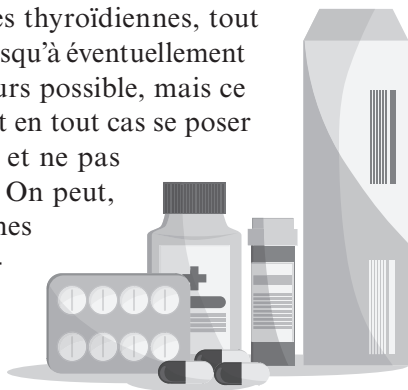 es thyroïdiennes, tout
squ'à éventuellement
urs possible, mais ce
t en tout cas se poser
et ne pas
On peut,
nes